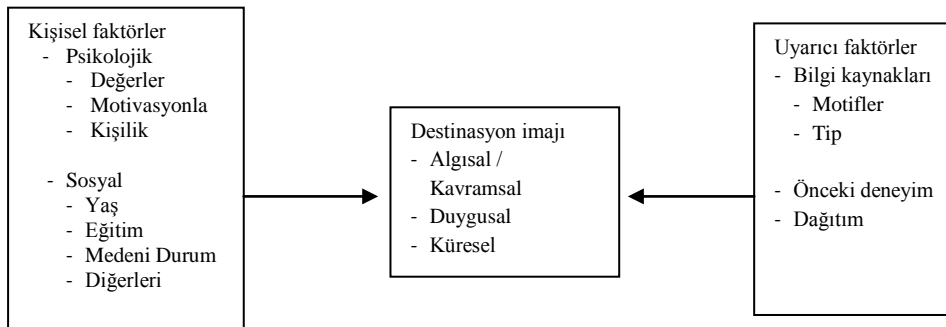 Kişisel faktörler
- Psikolojik
- Değerler
- Motivasyonla
- Kişilik
- Sosyal
- Yaş
- Eğitim
- Medeni Durum
- Diğerleri
Destinasyon imajı
- Algısal /
Kavramsal
- Duygusal
- Küresel
Uyarıcı faktörler
- Bilgi kaynakları
- Motifler
- Tip
- Önceki deneyim
- Dağıtım